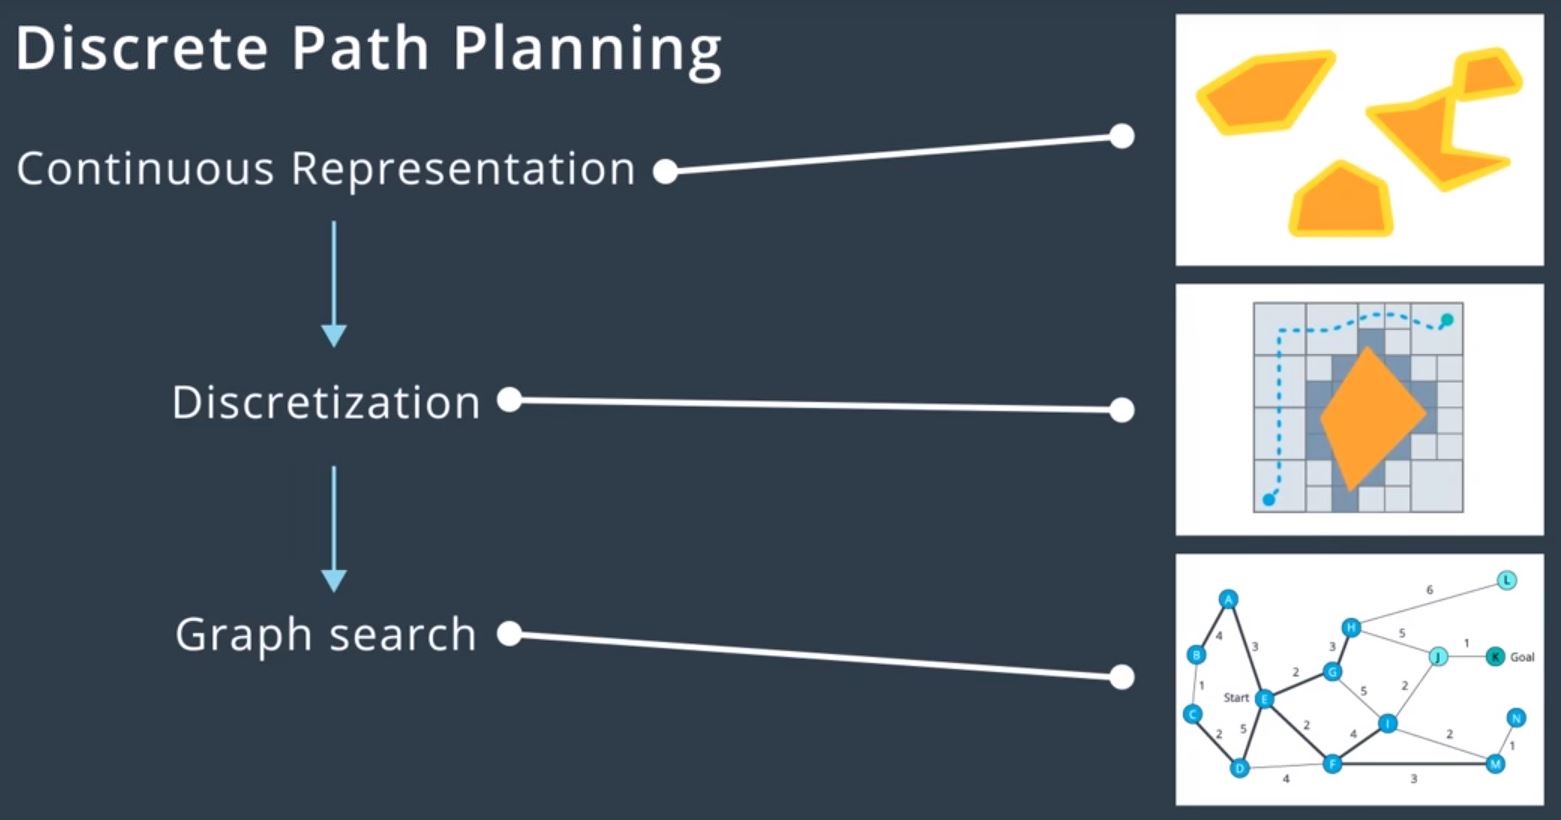 Discrete Path Planning
Continuous Representation
Discretization
Graph search
L
6
A
H
5
1
4
3
3
B
J
K Goal
2
G
1
Start E
5
2
C
N
2
5
2
4
I
2
1
D
F
M
4
3